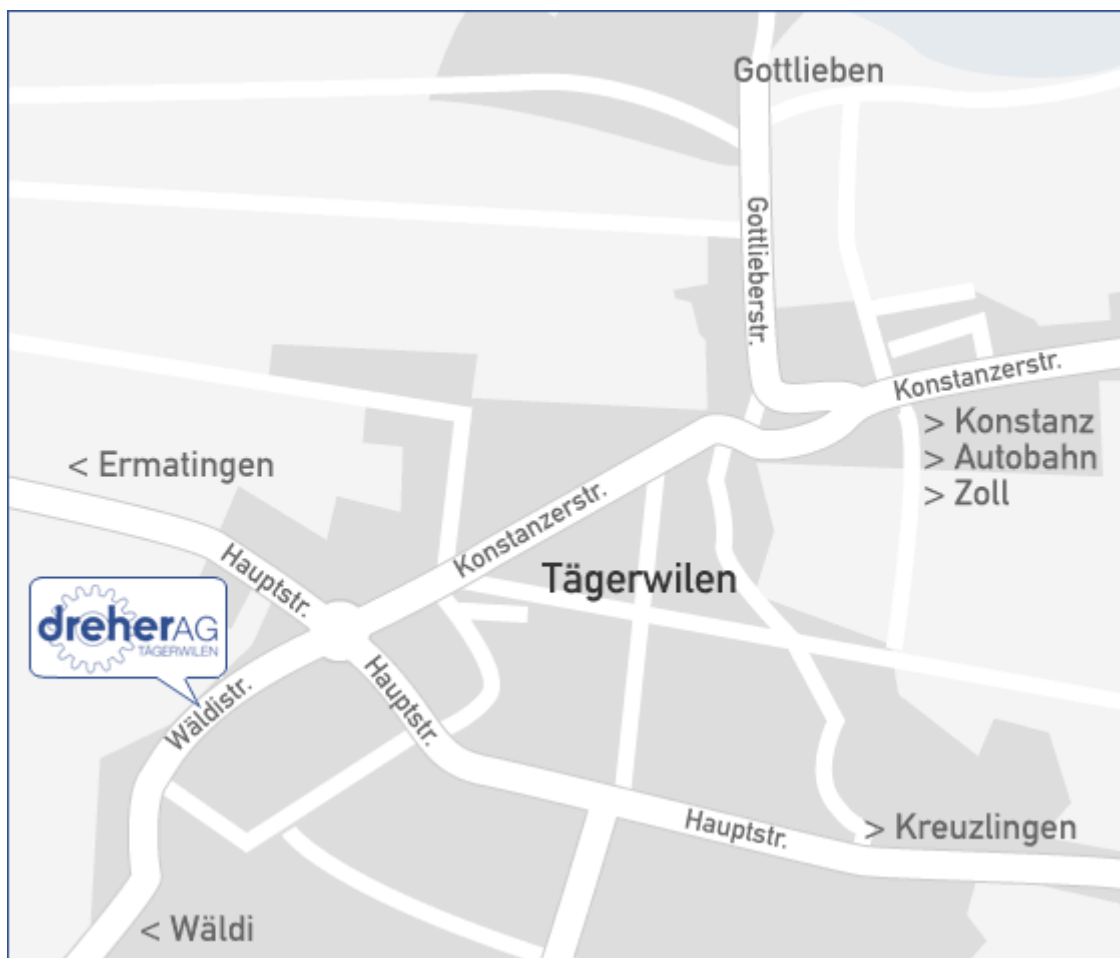 Gottlieben
Gottlieberstr.
Konstanzerstr.
> Konstanz
> Autobahn
> Zoll
< Ermatingen
Konstanzerstr.
Hauptstr.
Tägerwilen
dreherAG
TÄGERWILEN
Hauptstr.
Wäldistr.
Hauptstr.
> Kreuzlingen
< Wäldi